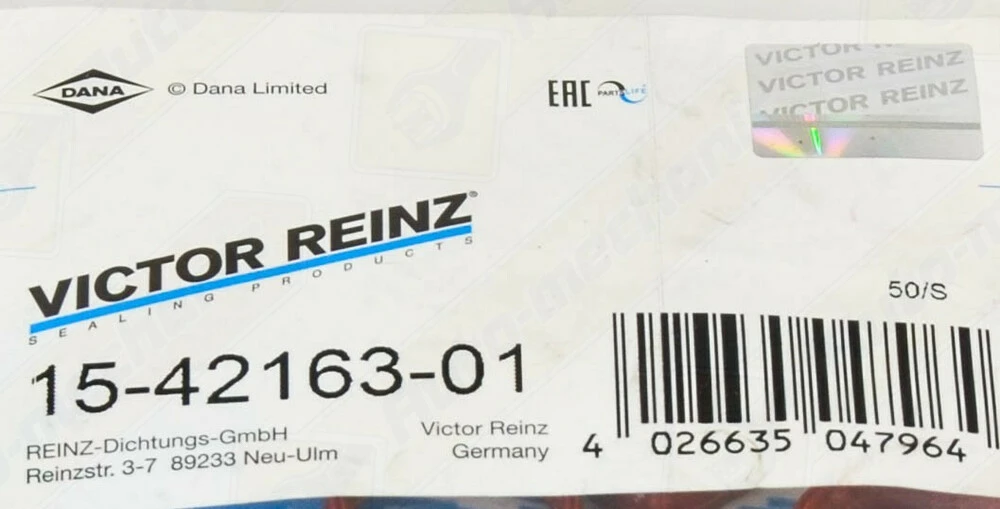 DANA © Dana Limited
EAC PARTSLIFE
VICTOR
VICTOR REINZ
VICTOR REINZ
VICTOR REINZ®
SEALING PRODUCTS
50/S
15-42163-01
REINZ-Dichtungs-GmbH
Reinzstr. 3-7 89233 Neu-Ulm
Victor Reinz
Germany
4 026635 047964